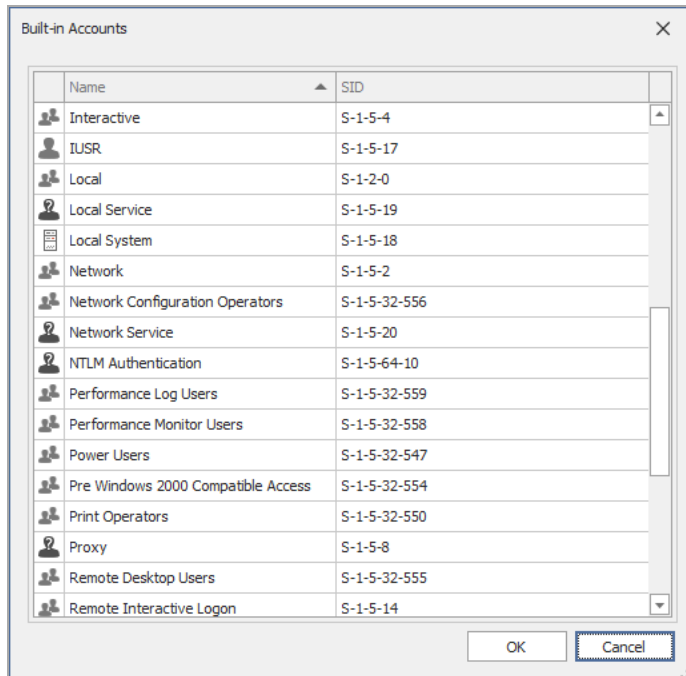 Built-in Accounts
Name SID
Interactive S-1-5-4
IUSR S-1-5-17
Local S-1-2-0
Local Service S-1-5-19
Local System S-1-5-18
Network S-1-5-2
Network Configuration Operators S-1-5-32-556
Network Service S-1-5-20
NTLM Authentication S-1-5-64-10
Performance Log Users S-1-5-32-559
Performance Monitor Users S-1-5-32-558
Power Users S-1-5-32-547
Pre Windows 2000 Compatible Access S-1-5-32-554
Print Operators S-1-5-32-550
Proxy S-1-5-8
Remote Desktop Users S-1-5-32-555
Remote Interactive Logon S-1-5-14
OK Cancel